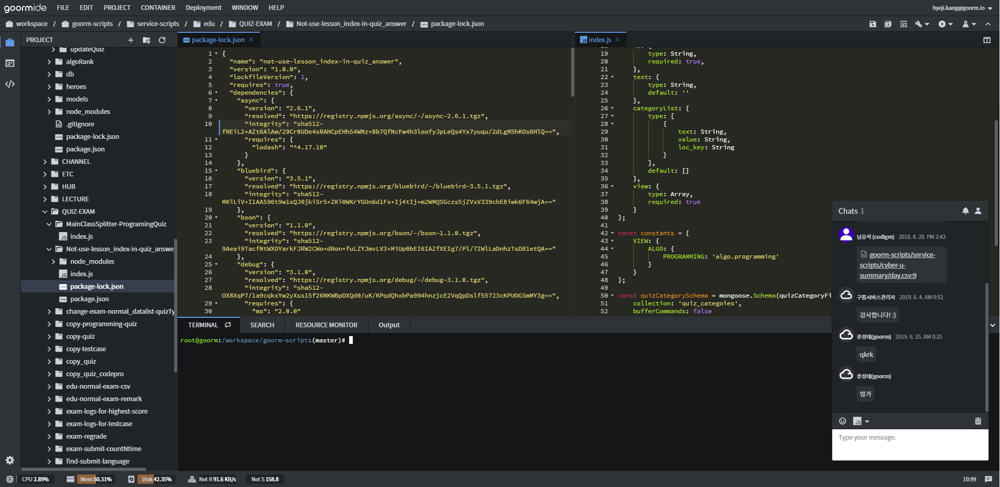 goormide FILE EDIT PROJECT CONTAINER Deployment WINDOW HELP hyeji.kang@goorm.io
workspace / goorm-scripts / service-scripts / edu / QUIZ-EXAM / Not-use-lesson_index-in-quiz_answer / package-lock.json
PROJECT
updateQuiz
algoRank
db
heroes
models
node_modules
.gitignore
package-lock.json
package.json
CHANNEL
ETC
HUB
LECTURE
QUIZ-EXAM
MainClassSplitter-ProgramingQuiz
index.js
Not-use-lesson_index-in-quiz_answe
node_modules
index.js
package-lock.json
package.json
change-exam-normal_datalist-quizTy
copy-programming-quiz
copy-quiz
copy-testcase
copy_quiz
copy_quiz_codepro
edu-normal-exam-csv
edu-normal-exam-remark
exam-logs-for-highest-score
exam-logs-for-testcase
exam-regrade
exam-submit-countNtime
find-submit-language
package-lock.json
1 {
2 "name": "not-use-lesson_index-in-quiz_answer",
3 "version": "1.0.0",
4 "lockfileVersion": 1,
5 "requires": true,
6 "dependencies": {
7 "async": {
8 "version": "2.6.1",
9 "resolved": "https://registry.npmjs.org/async/-/async-2.6.1.tgz",
10 "integrity": "sha512-
fNEiL2+AZt6AlAw/29Cr0UDe4sRAHCpEHh54WMz+Bb7QfNcFw4h3loofyJpLeQs4Yx7yuqu/2dLgM5hKOs6HlQ==",
11 "requires": {
12 "lodash": "^4.17.10"
13 }
14 },
15 "bluebird": {
16 "version": "3.5.1",
17 "resolved": "https://registry.npmjs.org/bluebird/-/bluebird-3.5.1.tgz",
18 "integrity": "sha512-
MKiLiV+I1AA596t9w1sQJ8jkiSr5+ZKi0WKrYGUn6d1Fx+Ij4tIj+m2WMQSGczs5jZVxV339chE8iwk6F64wjA=="
19 },
20 "bson": {
21 "version": "1.1.0",
22 "resolved": "https://registry.npmjs.org/bson/-/bson-1.1.0.tgz",
23 "integrity": "sha512-
9Aeai9TacfNtWXOYarkFJRW2CWo+dRon+fuLZYJmvLV3+MiUp0bEI6IAZfXEIg7/Pl/7IWlLaDnhzTsD81etQA=="
24 },
25 "debug": {
26 "version": "3.1.0",
27 "resolved": "https://registry.npmjs.org/debug/-/debug-3.1.0.tgz",
28 "integrity": "sha512-
OX8XqP7/1a9cqkxYw2yXss15f26NKWBpDXQd0/uK/KPqdQhxbPa994hnzjcE2VqQpDslf55723cKPUOGSmMY3g==",
29 "requires": {
30 "ms": "2.0.0"
index.js
19 type: String,
20 required: true,
21 },
22 text: {
23 type: String,
24 default: ''
25 },
26 categoryList: {
27 type: [
28 {
29 text: String,
30 value: String,
31 loc_key: String
32 }
33 ],
34 default: []
35 },
36 view: {
37 type: Array,
38 required: true
39 }
40 };
41
42 const constants = {
43 VIEW: {
44 ALGO: {
45 PROGRAMMING: 'algo.programming'
46 }
47 }
48 };
49
50 const quizCategorySchema = mongoose.Schema(quizCategoryFi
51 collection: 'quiz_categoies',
52 bufferCommands: false
TERMINAL SEARCH RESOURCE MONITOR Output
root@goorm:/workspace/goorm-scripts(master)#
Chats 1
남유석 (codigm) 2018. 8. 28. PM 2:43
goorm-scripts/service-
scripts/cyber-u-
summary/day.csv:9
구름서비스관리자 2019. 6. 4. AM 0:52
감사합니다! :)
류성태(goorm) 2019. 6. 25. AM 0:25
qkrk
류성태(goorm)
방가
Type your message.
CPU 2.89% Mem 50.31% Disk 42.35% Net R 91.6 KB/s Net S 158.8 10:99